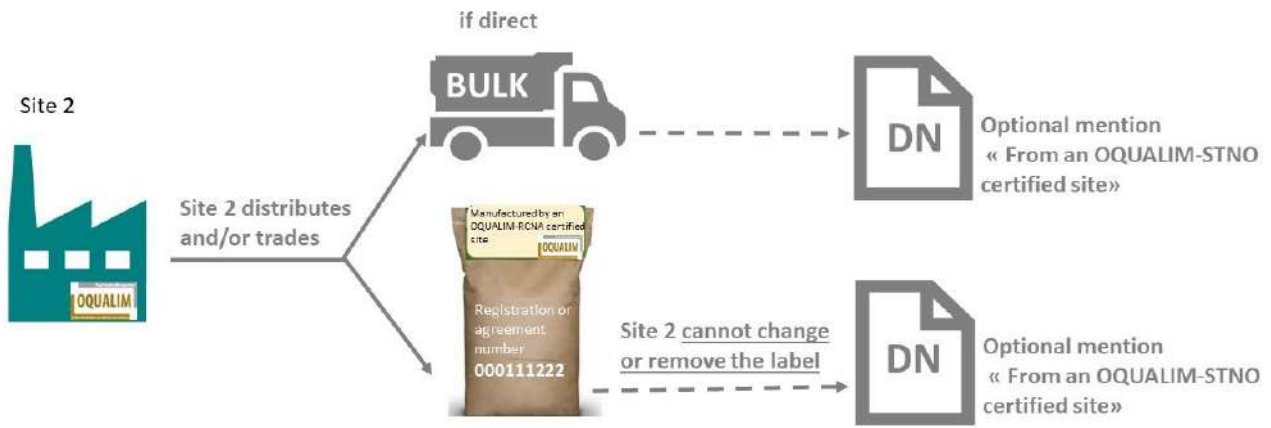 if direct
Site 2
BULK
DN
Optional mention
« From an OQUALIM-STNO
certified site»
Site 2 distributes
and/or trades
Manufactured by an
OQUALIM-RCNA certified
site
OQUALIM
OQUALIM
Registration or
agreement
number
000111222
Site 2 cannot change
or remove the label
DN
Optional mention
« From an OQUALIM-STNO
certified site»